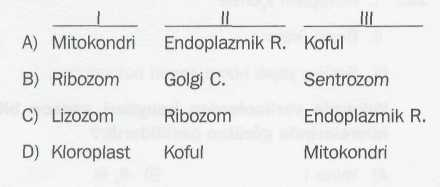 I II III
A) Mitokondri Endoplazmik R. Koful
B) Ribozom Golgi C. Sentrozom
C) Lizozom Ribozom Endoplazmik R.
D) Kloroplast Koful Mitokondri